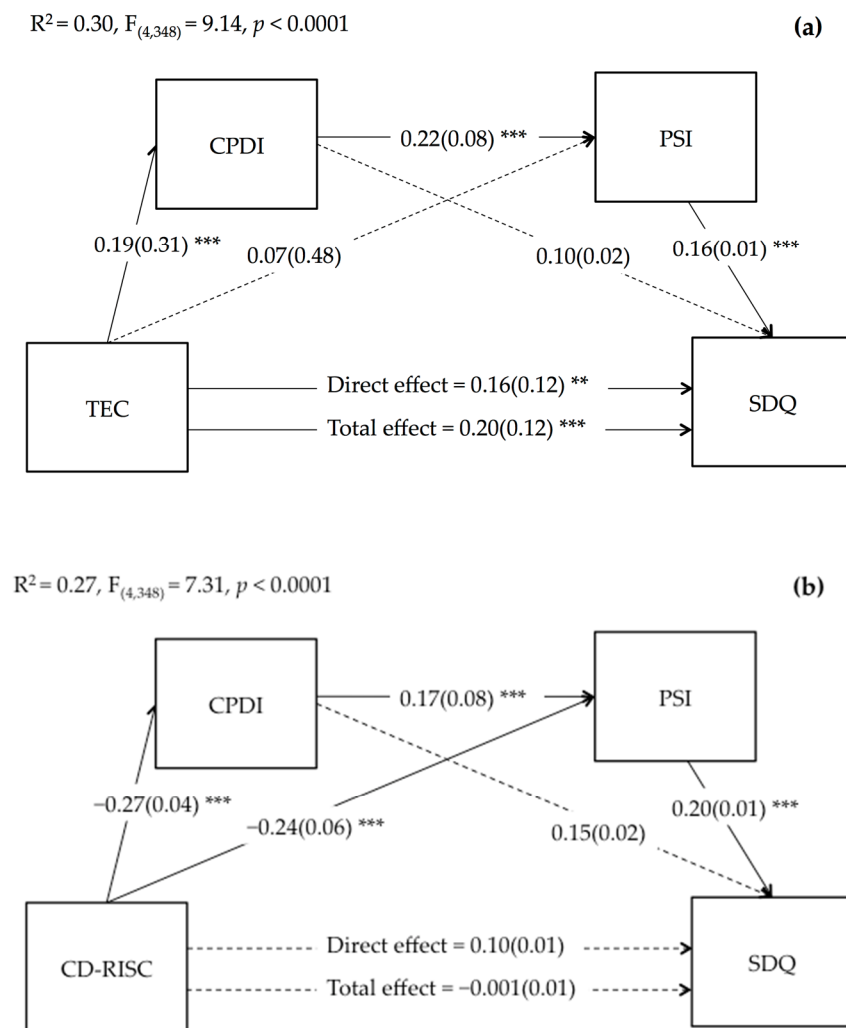 R² = 0.30, F(4,348) = 9.14, p < 0.0001
(a)
CPDI
0.22(0.08) ***
PSI
0.19(0.31) ***
0.07(0.48)
0.10(0.02)
0.16(0.01) ***
TEC
Direct effect = 0.16(0.12) **
Total effect = 0.20(0.12) ***
SDQ
R² = 0.27, F(4,348) = 7.31, p < 0.0001
(b)
CPDI
0.17(0.08) ***
PSI
−0.27(0.04) ***
−0.24(0.06) ***
0.15(0.02)
0.20(0.01) ***
CD-RISC
Direct effect = 0.10(0.01)
Total effect = −0.001(0.01)
SDQ